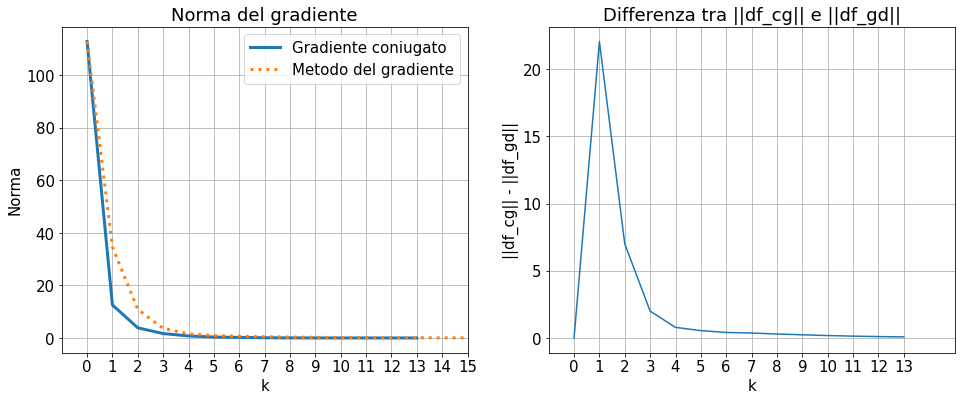 Norma del gradiente
Gradiente coniugato
Metodo del gradiente
Norma
100
80
60
40
20
0
0 1 2 3 4 5 6 7 8 9 10 11 12 13 14 15
k
Differenza tra ||df_cg|| e ||df_gd||
||df_cg|| - ||df_gd||
20
15
10
5
0
0 1 2 3 4 5 6 7 8 9 10 11 12 13
k